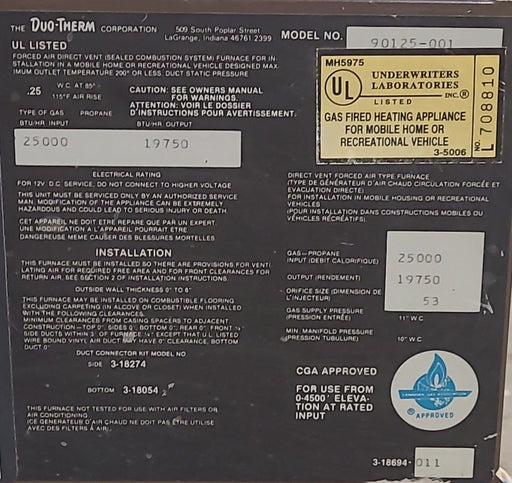 THE DUO-THERM CORPORATION
509 South Poplar Street
LaGrange, Indiana 46761 2399
MODEL NO. 90125-001
UL LISTED
FORCED AIR DIRECT VENT (SEALED COMBUSTION SYSTEM) FURNACE FOR IN-
STALLATION IN A MOBILE HOME OR RECREATIONAL VEHICLE DESIGNED MAX.
IMUM OUTLET TEMPERATURE 200° OR LESS. DUCT STATIC PRESSURE
.25 W.C. AT 85°
115°F AIR RISE
CAUTION: SEE OWNERS MANUAL
FOR WARNINGS.
ATTENTION: VOIR LE DOSSIER
D'INSTRUCTIONS POUR AVERTISSEMENT.
TYPE OF GAS PROPANE
BTU/HR INPUT BTU/HR OUTPUT
25000 19750
MH5975
UNDERWRITERS
LABORATORIES
INC.®
LISTED
GAS FIRED HEATING APPLIANCE
FOR MOBILE HOME OR
RECREATIONAL VEHICLE
3-5006
NO. L708810
ELECTRICAL RATING
FOR 12V. D.C. SERVICE, DO NOT CONNECT TO HIGHER VOLTAGE
THIS UNIT MUST BE SERVICED ONLY BY AN AUTHORIZED SERVICE
MAN. MODIFICATION OF THE APPLIANCE CAN BE EXTREMELY
HAZARDOUS AND COULD LEAD TO SERIOUS INJURY OR DEATH.
CET APPAREIL NE DOIT ETRE REPARE QUE PAR UN EXPERT.
UNE MODIFICATION A L'APPAREIL POURRAIT ETRE
DANGEREUSE MEME CAUSER DES BLESSURES MORTELLES
INSTALLATION
THIS FURNACE MUST BE INSTALLED SO THERE ARE PROVISIONS FOR VENTI-
LATING AIR FOR REQUIRED FREE AREA AND FOR FRONT CLEARANCES FOR
RETURN AIR. SEE SECTION 2 OF INSTALLATION INSTRUCTIONS.
OUTSIDE WALL THICKNESS 0" TO 6"
THIS FURNACE MAY BE INSTALLED ON COMBUSTIBLE FLOORING
EXCLUDING CARPETING (IN ALCOVE OR CLOSET) WHEN INSTALLED
WITH THE FOLLOWING CLEARANCES.
MINIMUM CLEARANCES FROM CASING SPACERS TO ADJACENT
CONSTRUCTION—TOP 0", SIDES 0", BOTTOM 0", REAR 0", FRONT
SIDE DUCTS WITHIN 3' OF FURNACE EXCEPT THAT U.L. LISTED
WIRE BOUND VINYL AIR DUCT MAY HAVE 0" CLEARANCE, BOTTOM
DUCT 0"
DUCT CONNECTOR KIT MODEL NO
SIDE 3-18274
BOTTOM 3-18054
THIS FURNACE NOT TESTED FOR USE WITH AIR FILTERS OR
AIR CONDITIONING
(CE GENERATEUR D'AIR CHAUD NE DOIT PAS ÊTRE UTILISE
AVEC DES FILTERS À AIR.
DIRECT VENT FORCED AIR TYPE FURNACE
(TYPE DE GÉNÉRATEUR D'AIR CHAUD CIRCULATION FORCÉE ET
ÉVACUATION DIRECTE)
FOR INSTALLATION IN MOBILE HOUSING OR RECREATIONAL
VEHICLES
(POUR INSTALLATION DANS CONSTRUCTIONS MOBILES OU
VÉHICULES RÉCRÉATIFS)
GAS—PROPANE
INPUT (DEBIT CALORIFIQUE) 25000
OUTPUT (RENDEMENT) 19750
ORIFICE SIZE (DIMENSION DE
L'INJECTEUR) 53
GAS SUPPLY PRESSURE
(PRESSION ENTRÉE) 11" W.C.
MIN. MANIFOLD PRESSURE
(PRESSION TUBULURE) 10" W.C.
CGA APPROVED
FOR USE FROM
0-4500' ELEVA-
TION AT RATED
INPUT
CANADIAN GAS ASSOCIATION
® APPROVED
3-18694- 011